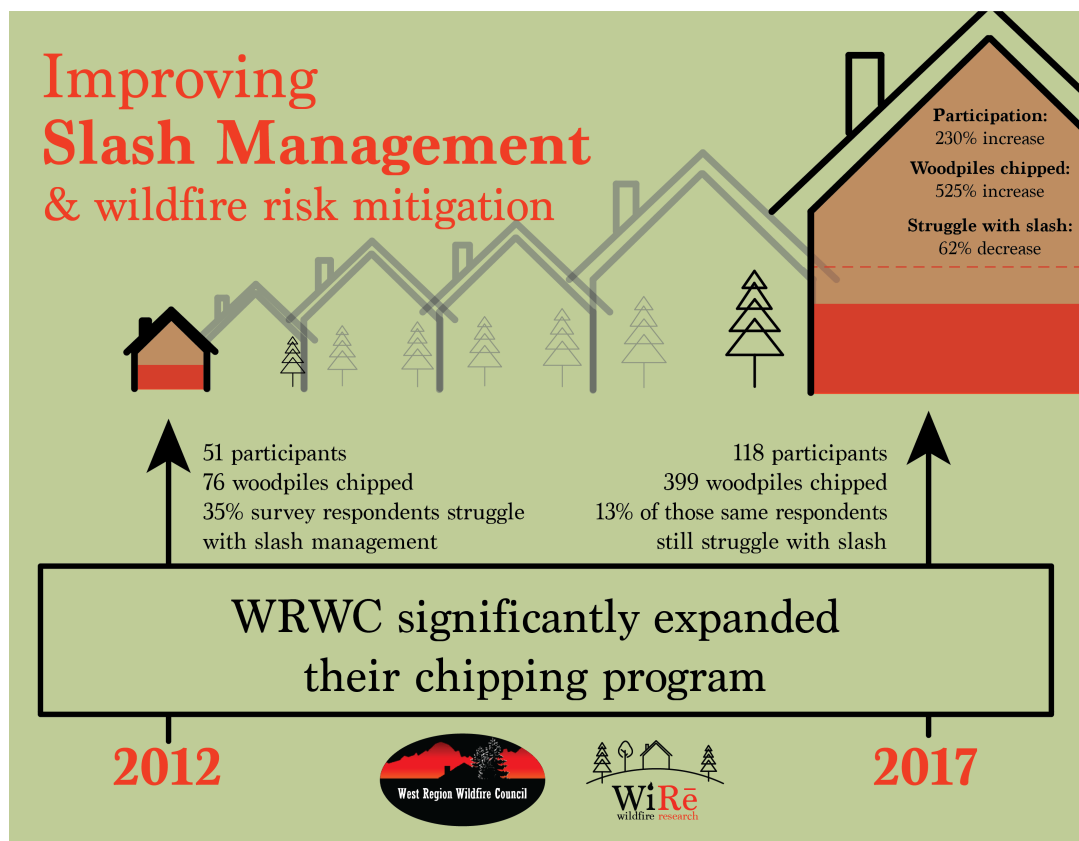 Improving
Slash Management
& wildfire risk mitigation
Participation:
230% increase
Woodpiles chipped:
525% increase
Struggle with slash:
62% decrease
51 participants
76 woodpiles chipped
35% survey respondents struggle
with slash management
118 participants
399 woodpiles chipped
13% of those same respondents
still struggle with slash
WRWC significantly expanded
their chipping program
2012
2017
West Region Wildfire Council
WiRē
wildfire research